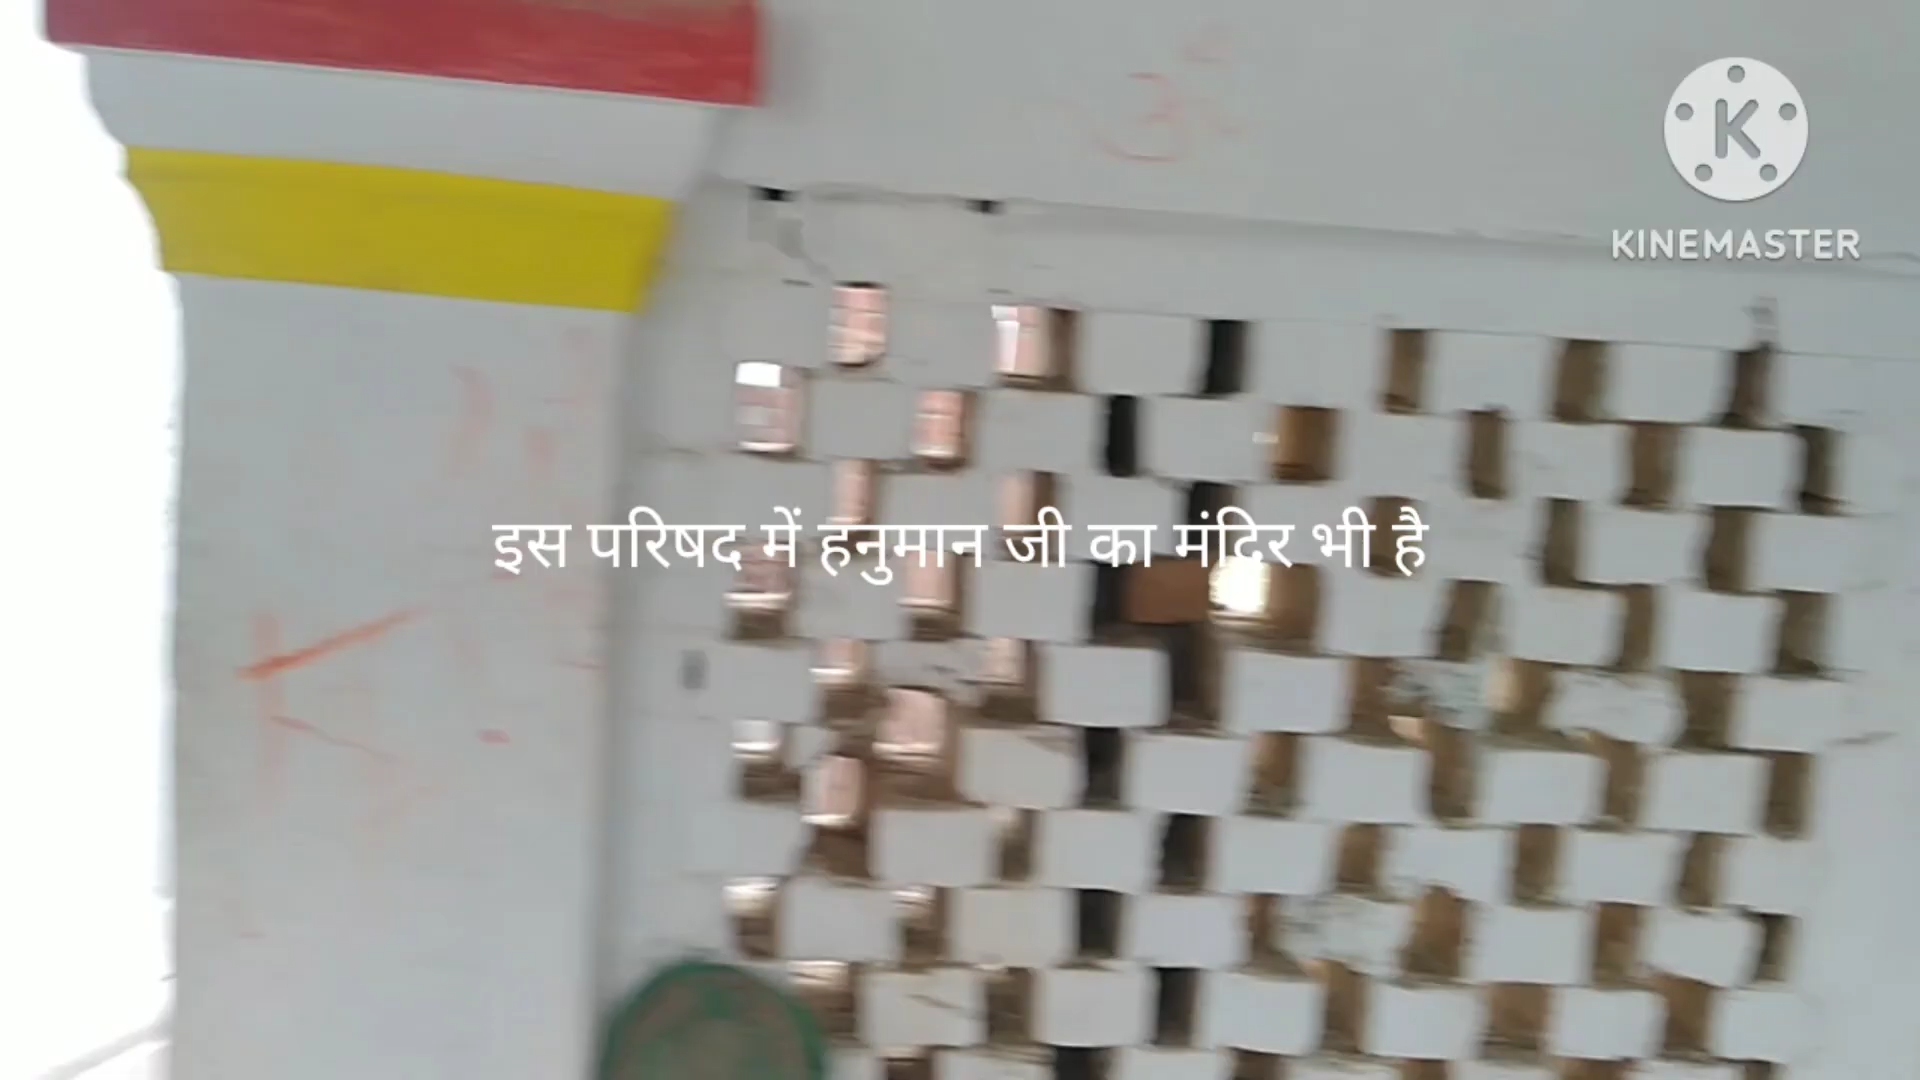 KINEMASTER
इस परिषद में हनुमान जी का मंदिर भी है